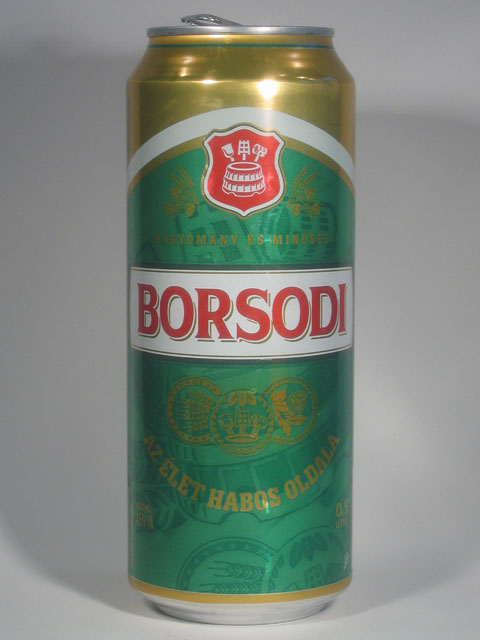 HAGYOMÁNY ÉS MINŐSÉG
BORSODI
AZ ÉLET HABOS OLDALA
0,5